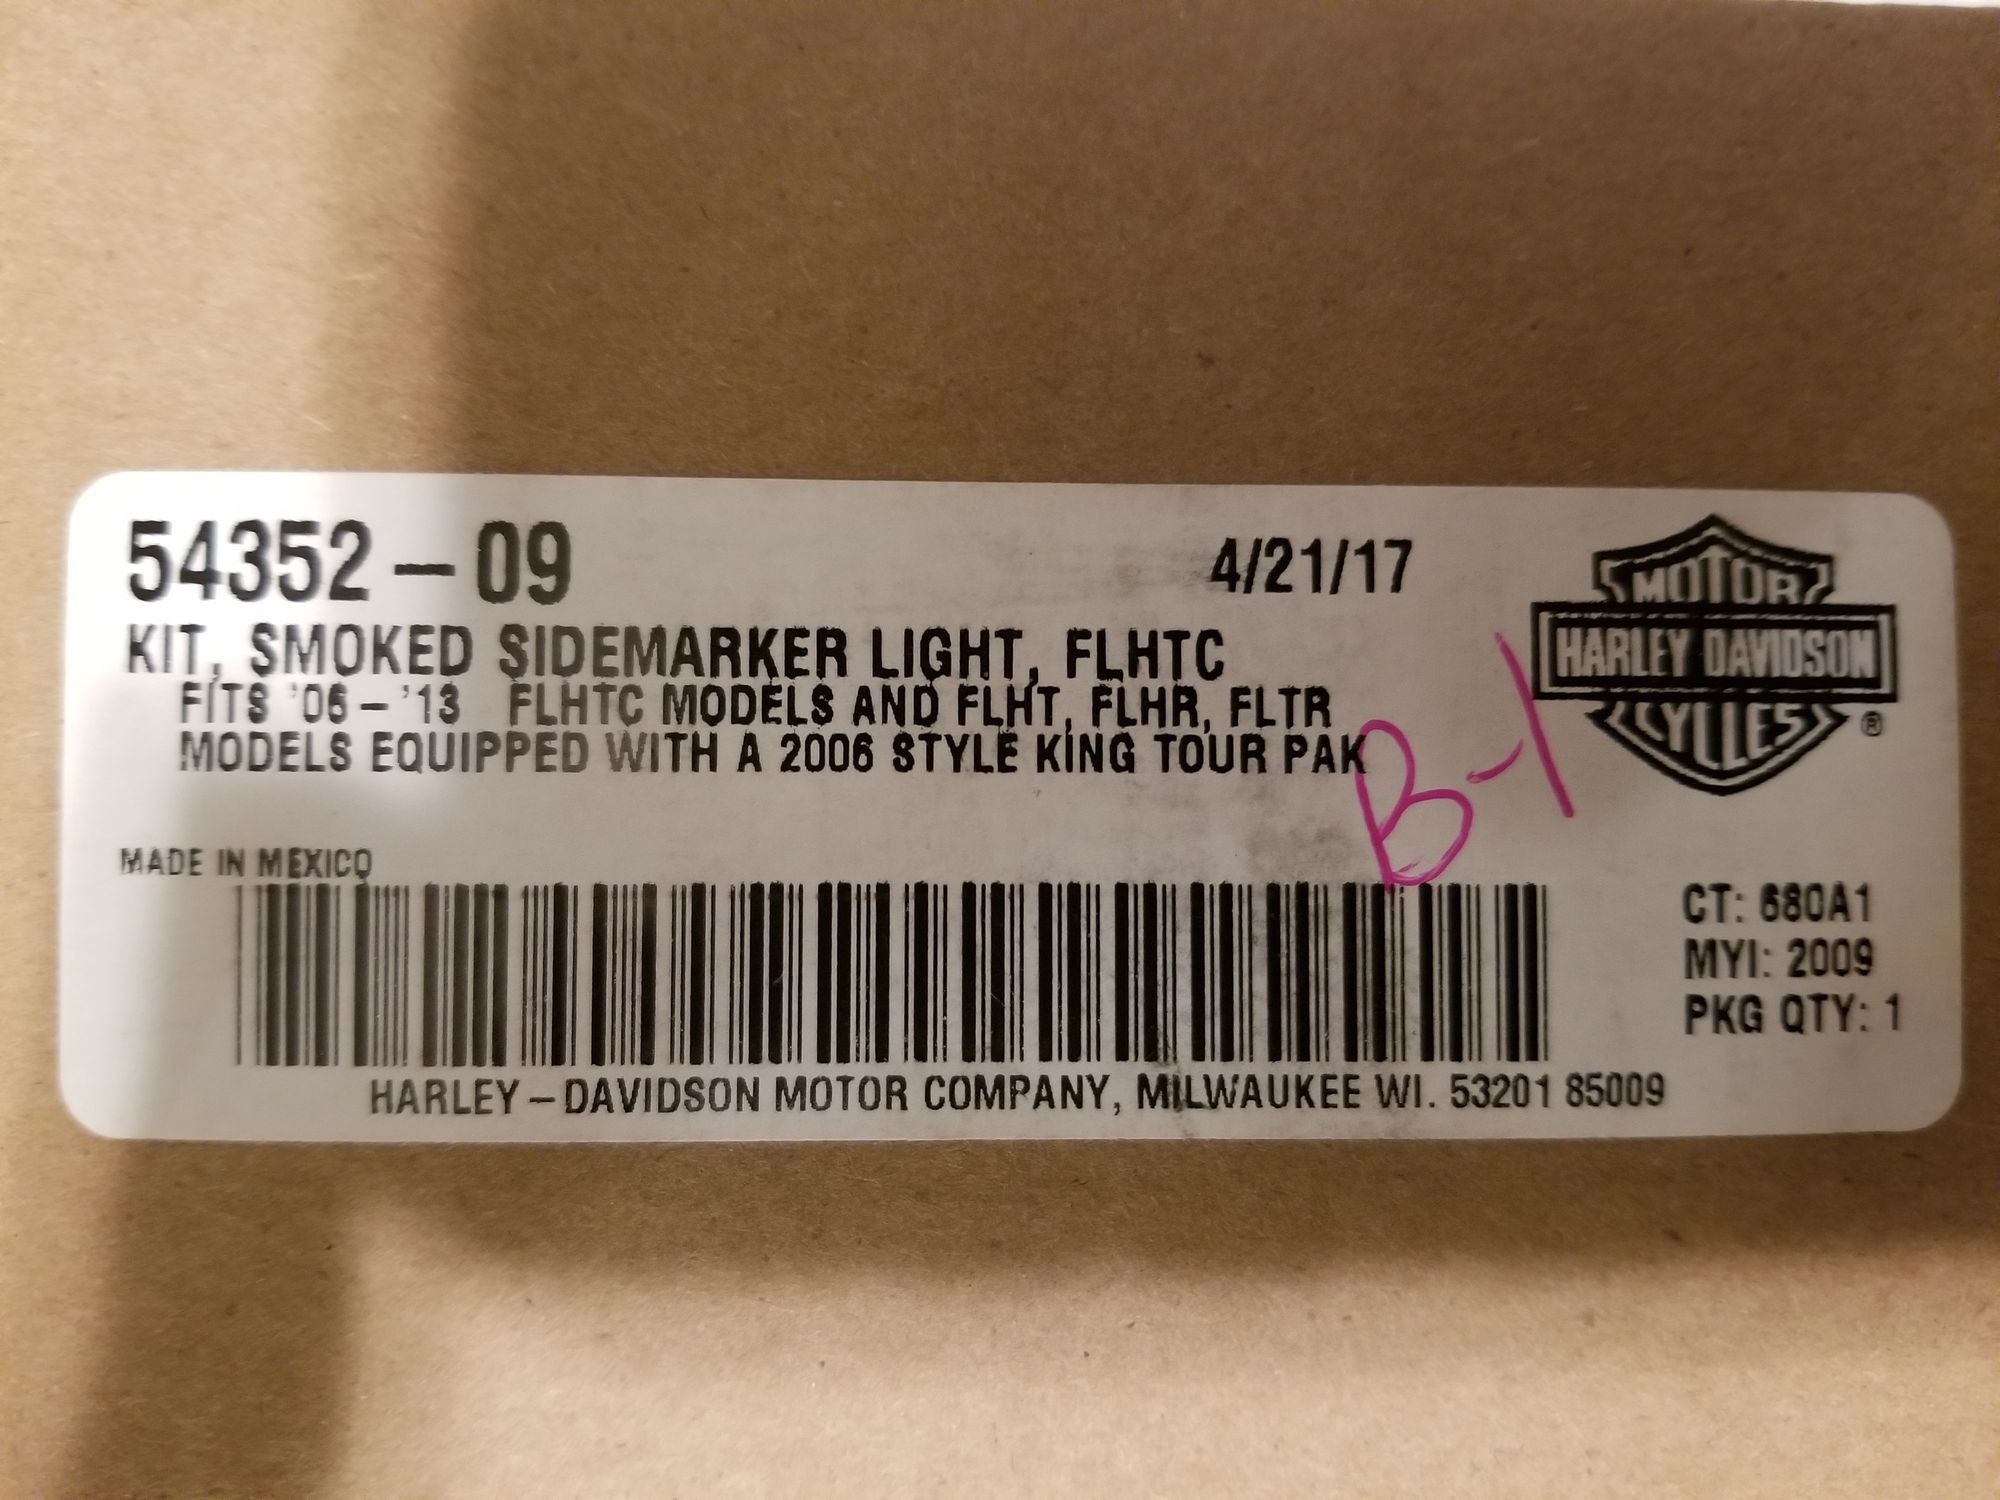 54352-09
4/21/17
MOTOR
HARLEY-DAVIDSON
CYCLES
®
KIT, SMOKED SIDEMARKER LIGHT, FLHTC
FITS '06-'13 FLHTC MODELS AND FLHT, FLHR, FLTR
MODELS EQUIPPED WITH A 2006 STYLE KING TOUR PAK
B-1
MADE IN MEXICO
CT: 680A1
MYI: 2009
PKG QTY: 1
HARLEY-DAVIDSON MOTOR COMPANY, MILWAUKEE WI. 53201 85009